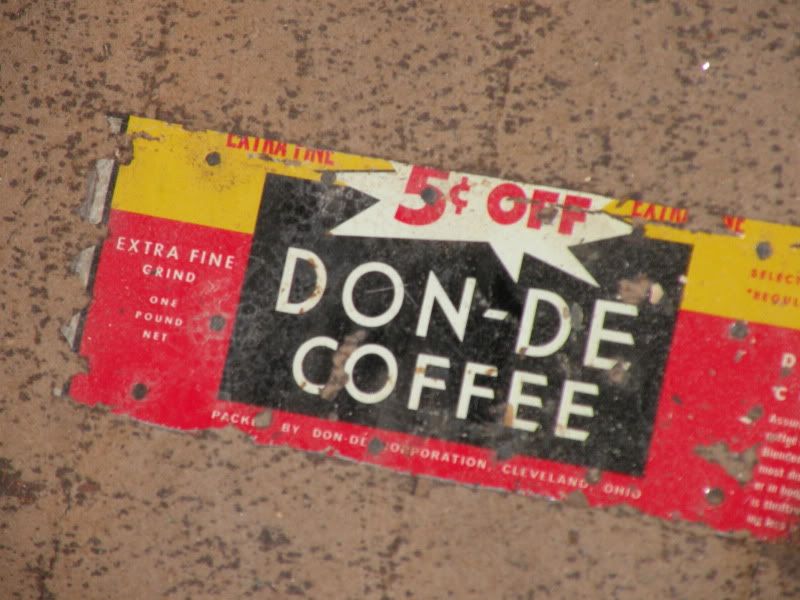 EXTRA FINE
5¢ OFF
EXTRA
EXTRA FINE
GRIND
ONE
POUND
NET
DON-DE
COFFEE
BY DON-DE CORPORATION, CLEVELAND, OHIO